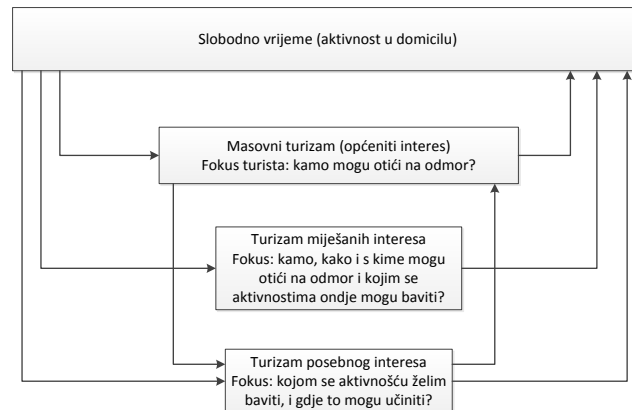 Slobodno vrijeme (aktivnost u domicilu)
Masovni turizam (općeniti interes)
Fokus turista: kamo mogu otići na odmor?
Turizam miješanih interesa
Fokus: kamo, kako i s kime mogu
otići na odmor i kojim se
aktivnostima ondje mogu baviti?
Turizam posebnog interesa
Fokus: kojom se aktivnošću želim
baviti, i gdje to mogu učiniti?